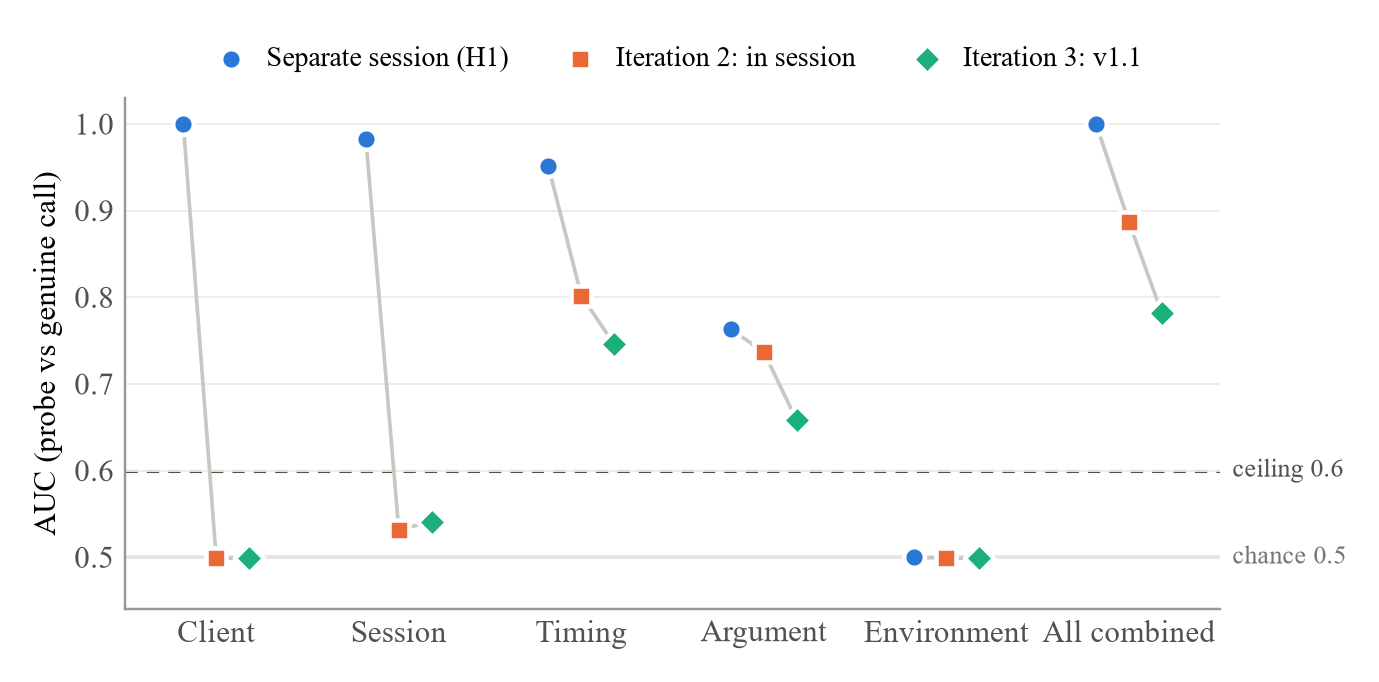 Separate session (H1) Iteration 2: in session Iteration 3: v1.1
AUC (probe vs genuine call)
1.0
0.9
0.8
0.7
0.6
0.5
ceiling 0.6
chance 0.5
Client Session Timing Argument Environment All combined